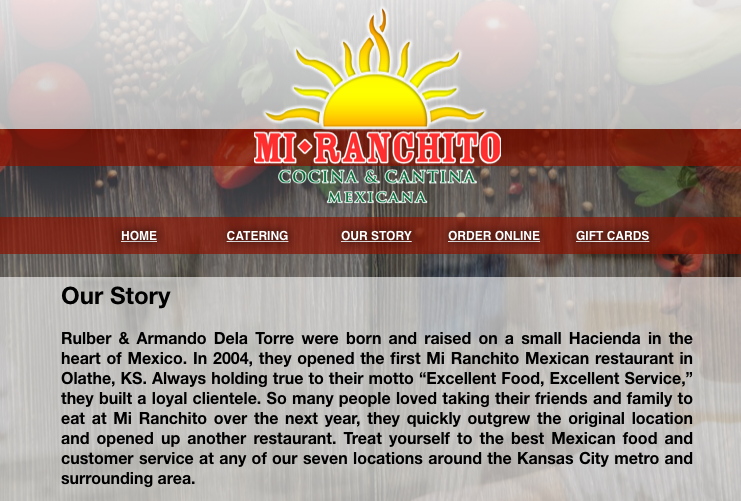 MI RANCHITO
COCINA & CANTINA
MEXICANA
HOME CATERING OUR STORY ORDER ONLINE GIFT CARDS
Our Story
Rulber & Armando Dela Torre were born and raised on a small Hacienda in the
heart of Mexico. In 2004, they opened the first Mi Ranchito Mexican restaurant in
Olathe, KS. Always holding true to their motto “Excellent Food, Excellent Service,”
they built a loyal clientele. So many people loved taking their friends and family to
eat at Mi Ranchito over the next year, they quickly outgrew the original location
and opened up another restaurant. Treat yourself to the best Mexican food and
customer service at any of our seven locations around the Kansas City metro and
surrounding area.